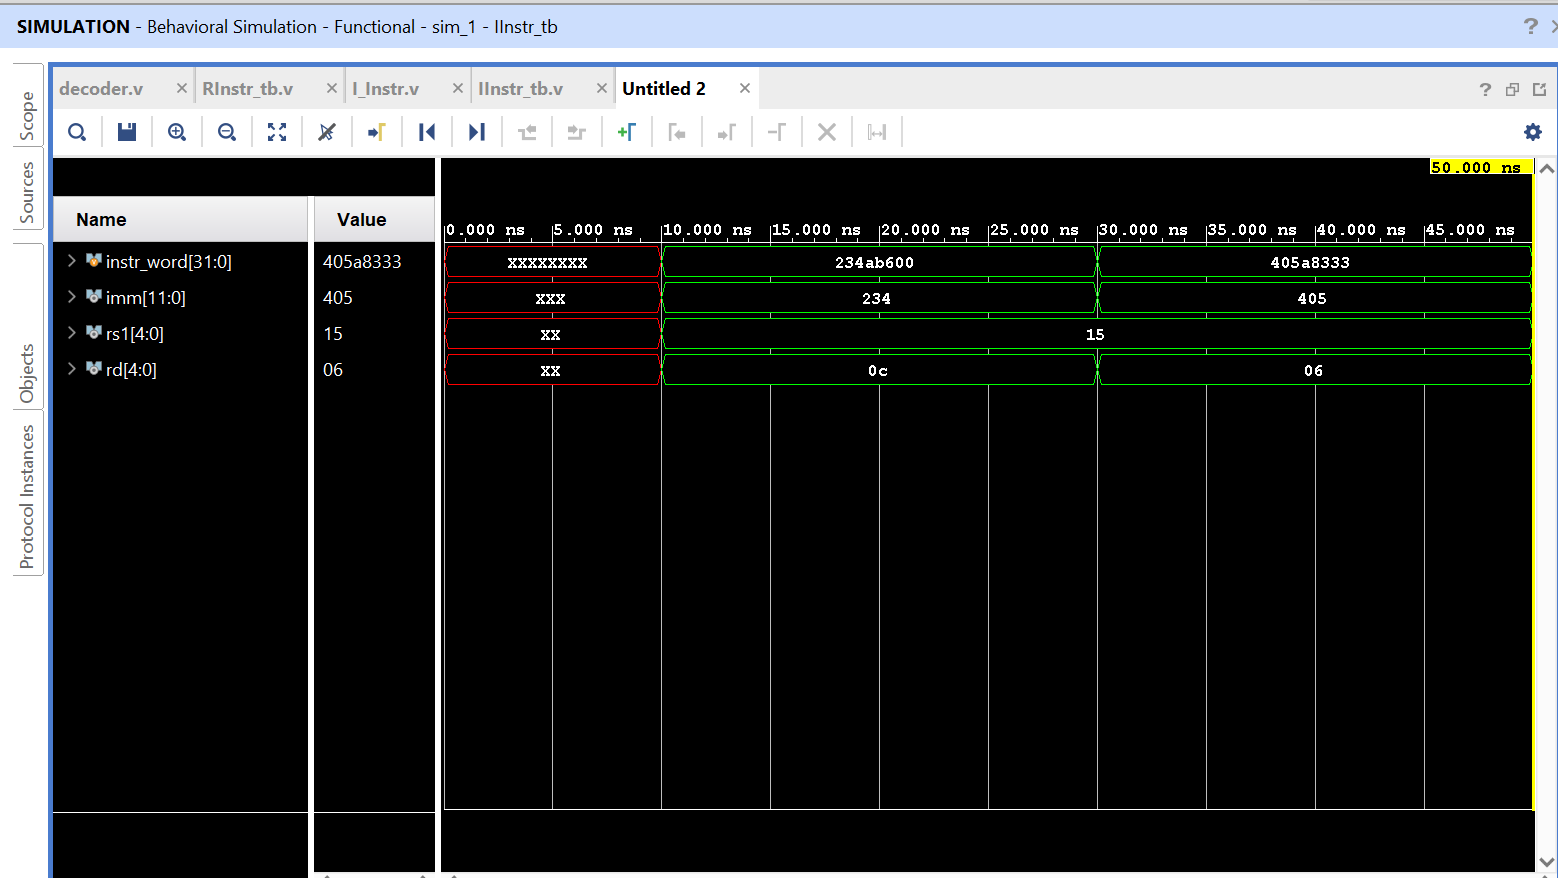 SIMULATION - Behavioral Simulation - Functional - sim_1 - IInstr_tb
?
Scope
Sources
Objects
Protocol Instances
decoder.v RInstr_tb.v I_Instr.v IInstr_tb.v Untitled 2
?
50.000 ns
Name Value
0.000 ns 5.000 ns 10.000 ns 15.000 ns 20.000 ns 25.000 ns 30.000 ns 35.000 ns 40.000 ns 45.000 ns
instr_word[31:0] 405a8333 XXXXXXXX 234ab600 405a8333
imm[11:0] 405 XXX 234 405
rs1[4:0] 15 XX 15
rd[4:0] 06 XX 0c 06